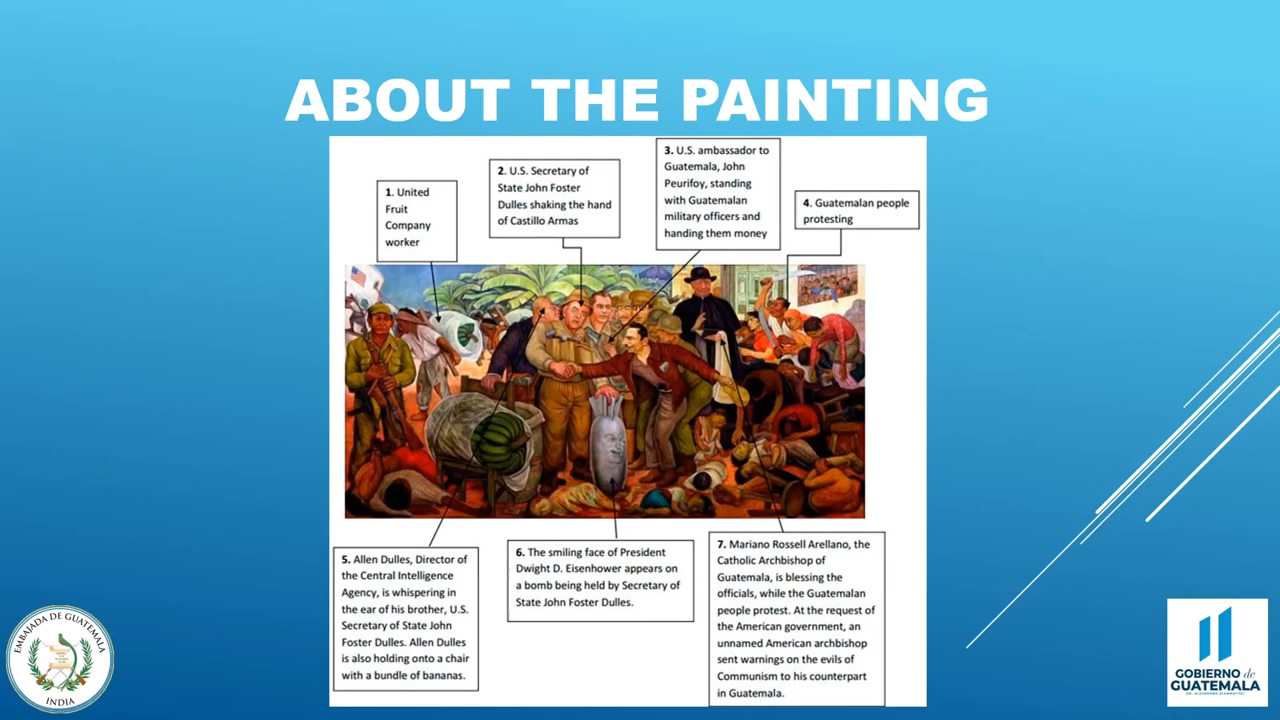 ABOUT THE PAINTING
1. United
Fruit
Company
worker
2. U.S. Secretary of
State John Foster
Dulles shaking the hand
of Castillo Armas
3. U.S. ambassador to
Guatemala, John
Peurifoy, standing
with Guatemalan
military officers and
handing them money
4. Guatemalan people
protesting
5. Allen Dulles, Director of
the Central Intelligence
Agency, is whispering in
the ear of his brother, U.S.
Secretary of State John
Foster Dulles. Allen Dulles
is also holding onto a chair
with a bundle of bananas.
6. The smiling face of President
Dwight D. Eisenhower appears on
a bomb being held by Secretary of
State John Foster Dulles.
7. Mariano Rossell Arellano, the
Catholic Archbishop of
Guatemala, is blessing the
officials, while the Guatemalan
people protest. At the request of
the American government, an
unnamed American archbishop
sent warnings on the evils of
Communism to his counterpart
in Guatemala.
EMBAJADA DE GUATEMALA
INDIA
GOBIERNO de
GUATEMALA
DR. ALEJANDRO GIAMMATTEI